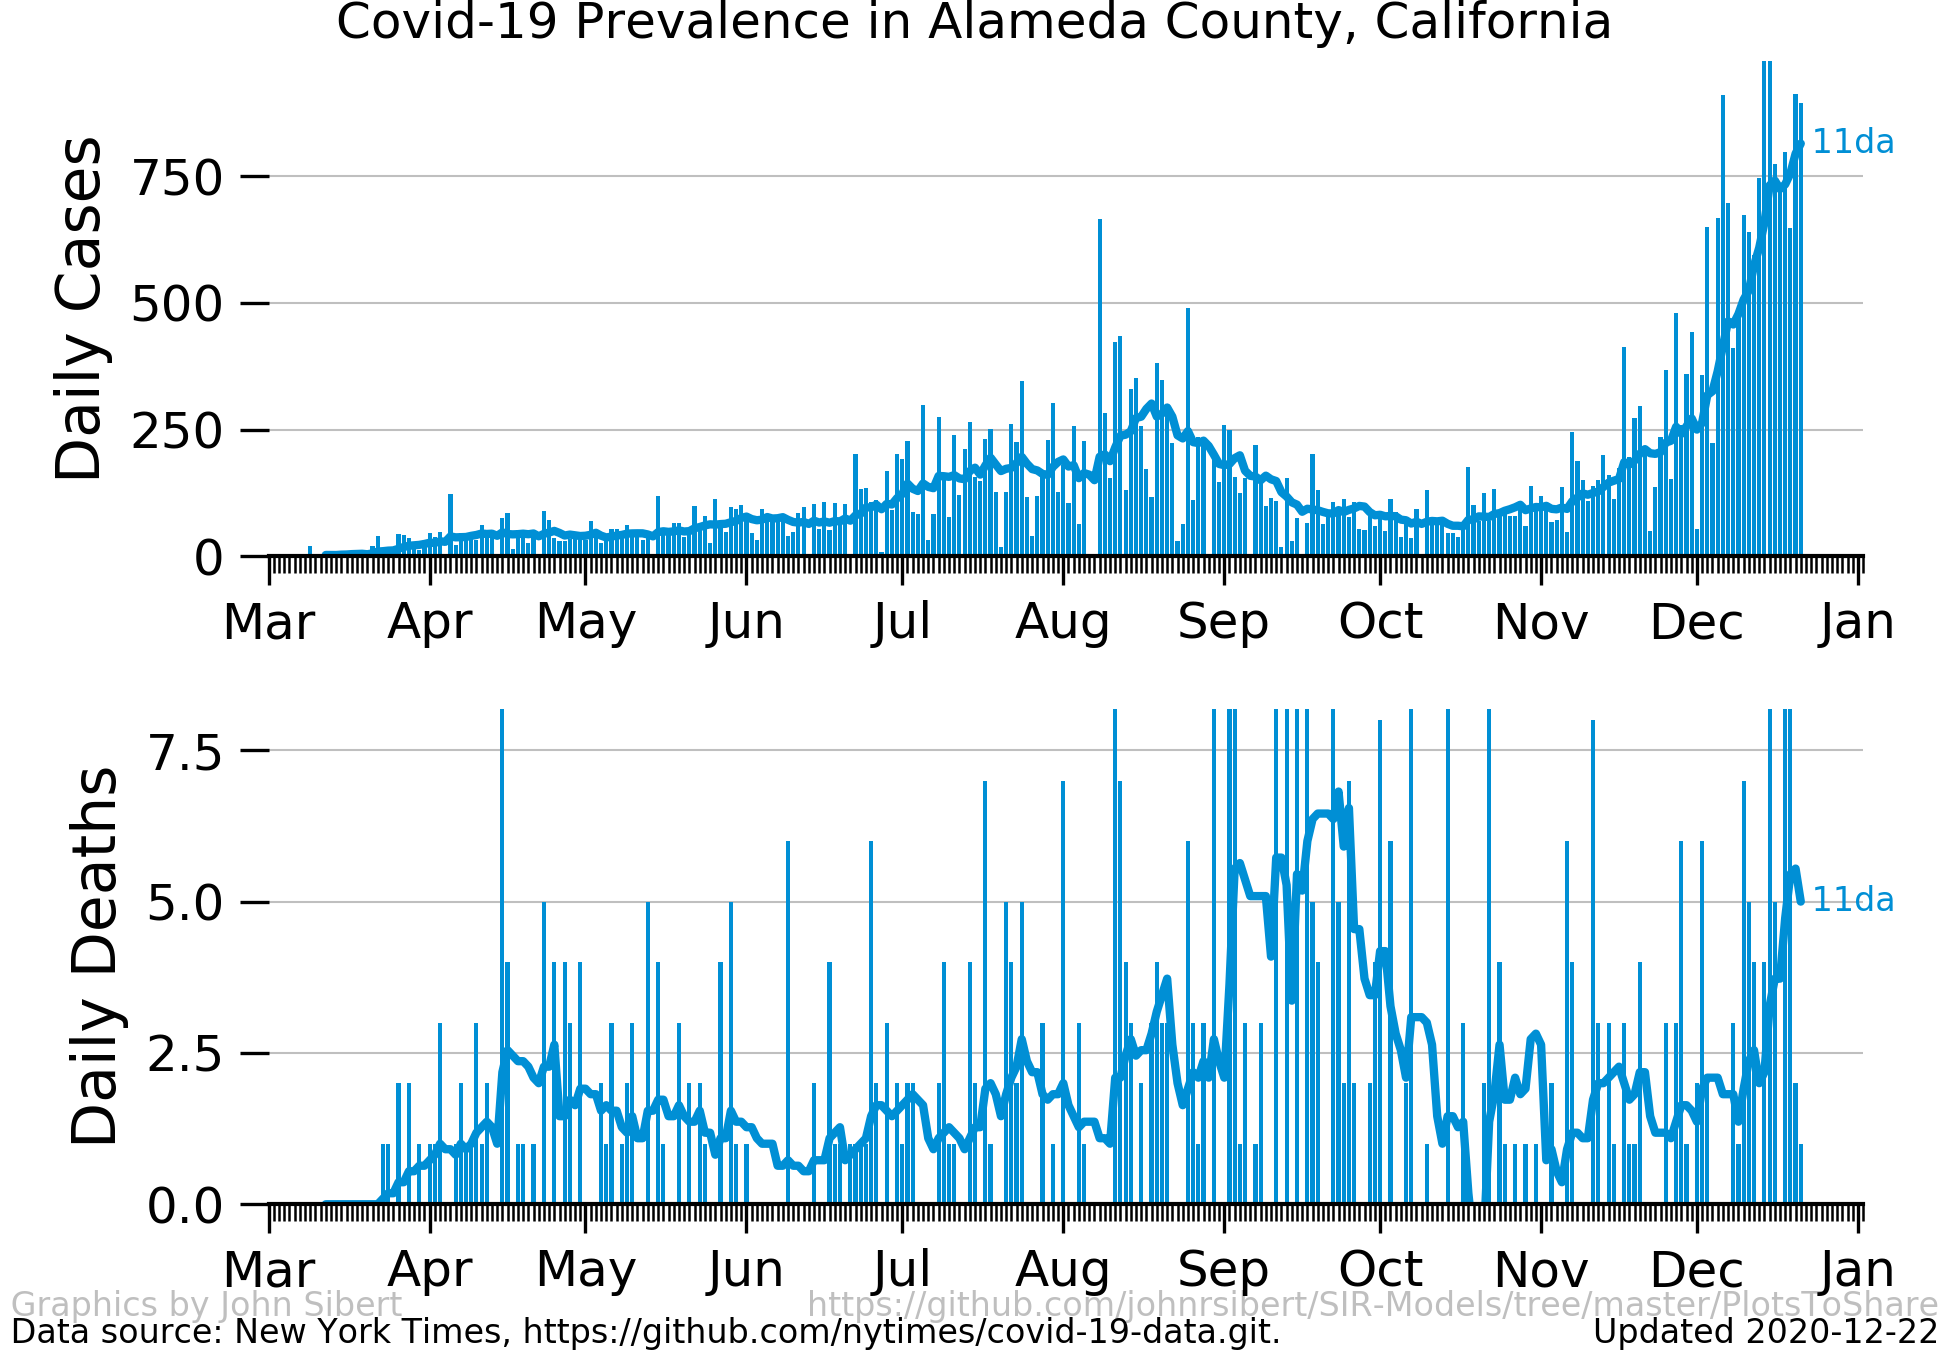 Covid-19 Prevalence in Alameda County, California
Daily Cases
750
500
250
0
11da
Mar Apr May Jun Jul Aug Sep Oct Nov Dec Jan
Daily Deaths
7.5
5.0
2.5
0.0
11da
Mar Apr May Jun Jul Aug Sep Oct Nov Dec Jan
Graphics by John Sibert https://github.com/johnrsibert/SIR-Models/tree/master/PlotsToShare
Data source: New York Times, https://github.com/nytimes/covid-19-data.git. Updated 2020-12-22